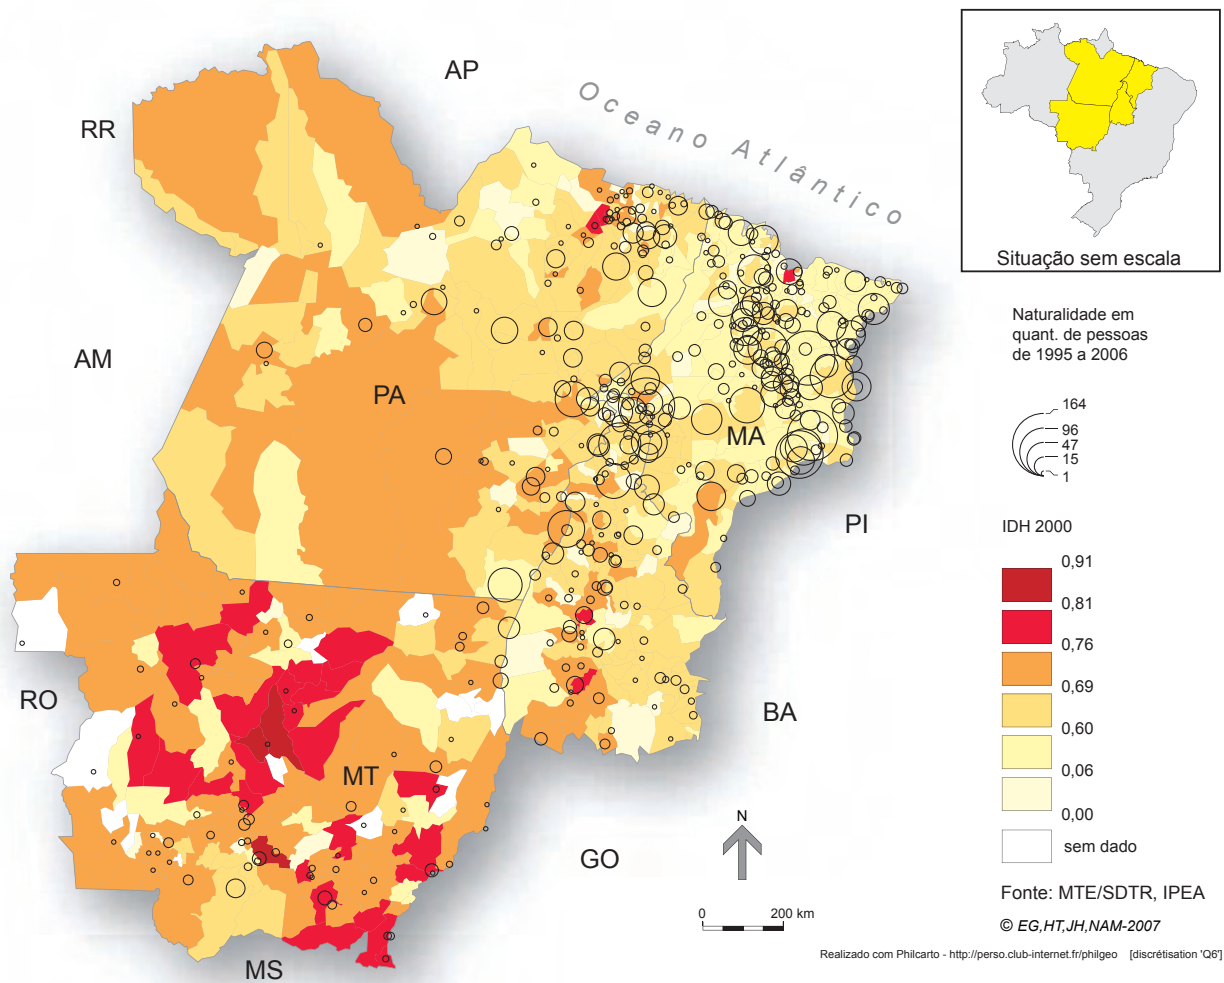 AP
RR
Oceano Atlântico
AM
PA
MA
PI
RO
BA
MT
GO
MS
N
0 200 km
Situação sem escala
Naturalidade em
quant. de pessoas
de 1995 a 2006
164
96
47
15
1
IDH 2000
0,91
0,81
0,76
0,69
0,60
0,06
0,00
sem dado
Fonte: MTE/SDTR, IPEA
© EG,HT,JH,NAM-2007
Realizado com Philcarto - http://perso.club-internet.fr/philgeo [discrétisation 'Q6']